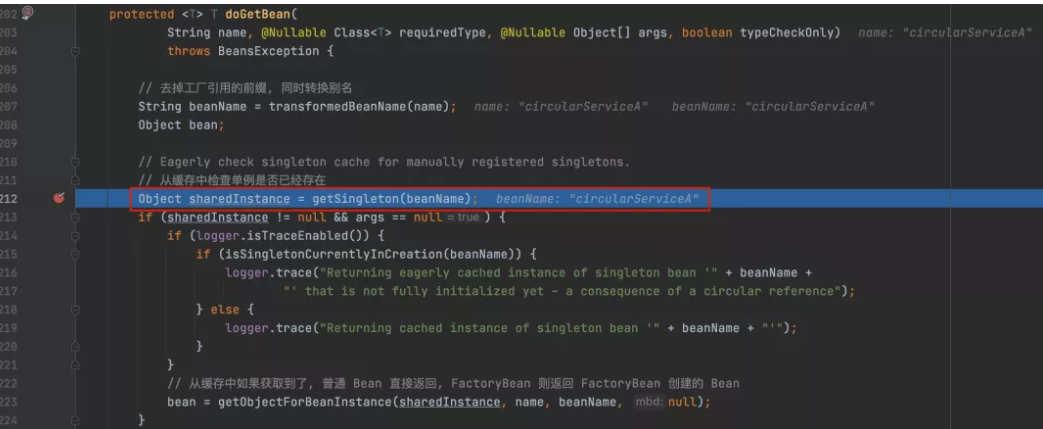 202 protected <T> T doGetBean(
203 String name, @Nullable Class<T> requiredType, @Nullable Object[] args, boolean typeCheckOnly) name: "circularServiceA"
204 throws BeansException {
205
206 // 去掉工厂引用的前缀, 同时转换别名
207 String beanName = transformedBeanName(name); name: "circularServiceA" beanName: "circularServiceA"
208 Object bean;
209
210 // Eagerly check singleton cache for manually registered singletons.
211 // 从缓存中检查单例是否已经存在
212 Object sharedInstance = getSingleton(beanName); beanName: "circularServiceA"
213 if (sharedInstance != null && args == null = true ) {
214 if (logger.isTraceEnabled()) {
215 if (isSingletonCurrentlyInCreation(beanName)) {
216 logger.trace("Returning eagerly cached instance of singleton bean '" + beanName +
217 "' that is not fully initialized yet - a consequence of a circular reference");
218 } else {
219 logger.trace("Returning cached instance of singleton bean '" + beanName + "'");
220 }
221 }
222 // 从缓存中如果获取到了, 普通 Bean 直接返回, FactoryBean 则返回 FactoryBean 创建的 Bean
223 bean = getObjectForBeanInstance(sharedInstance, name, beanName, mbd: null);
224 }